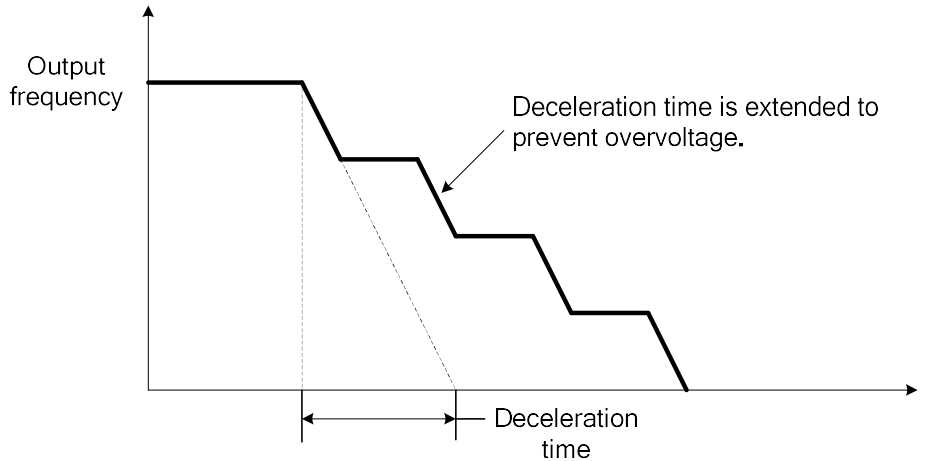 Output
frequency
Deceleration time is extended to
prevent overvoltage.
Deceleration
time